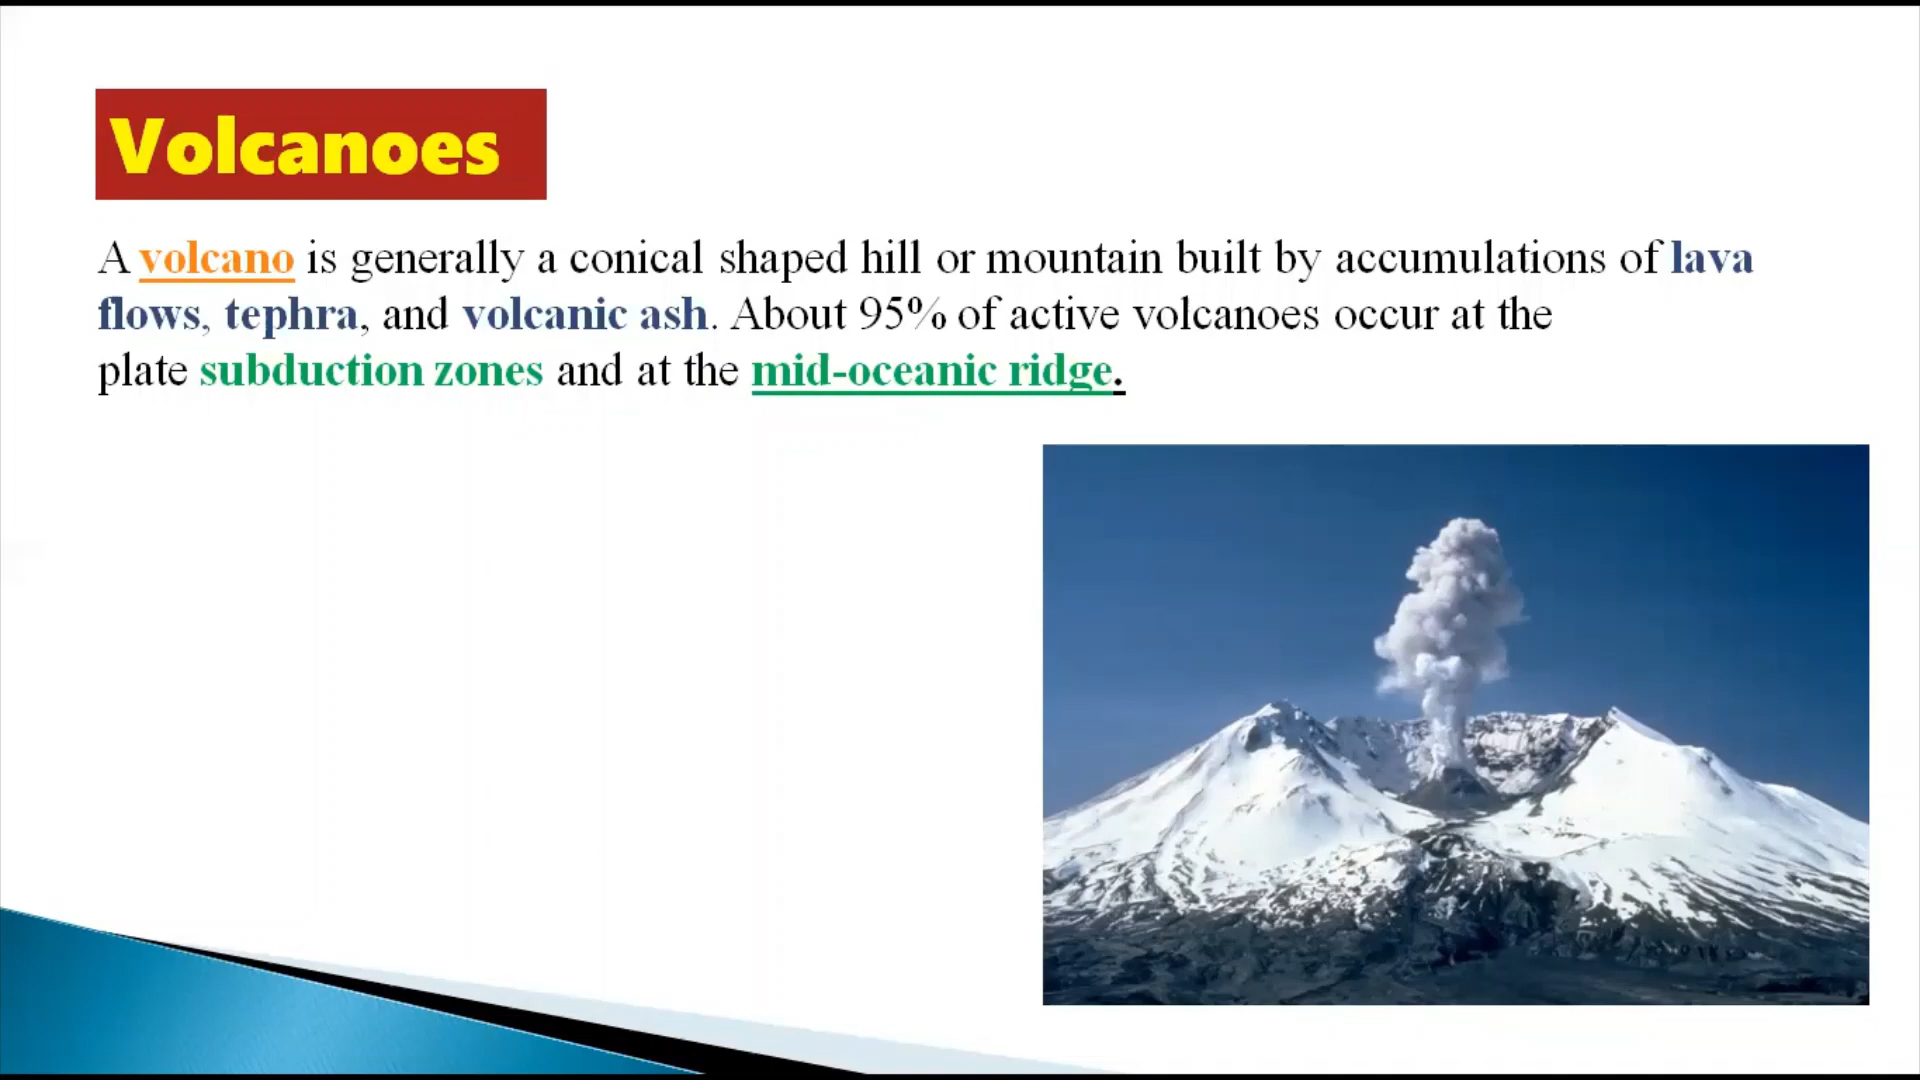 Volcanoes
A volcano is generally a conical shaped hill or mountain built by accumulations of lava
flows, tephra, and volcanic ash. About 95% of active volcanoes occur at the
plate subduction zones and at the mid-oceanic ridge.